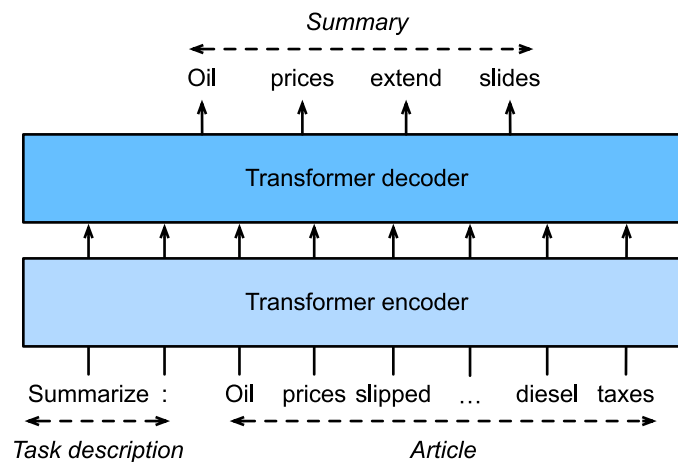 Summary
Oil prices extend slides
Transformer decoder
Transformer encoder
Summarize : Oil prices slipped … diesel taxes
Task description Article